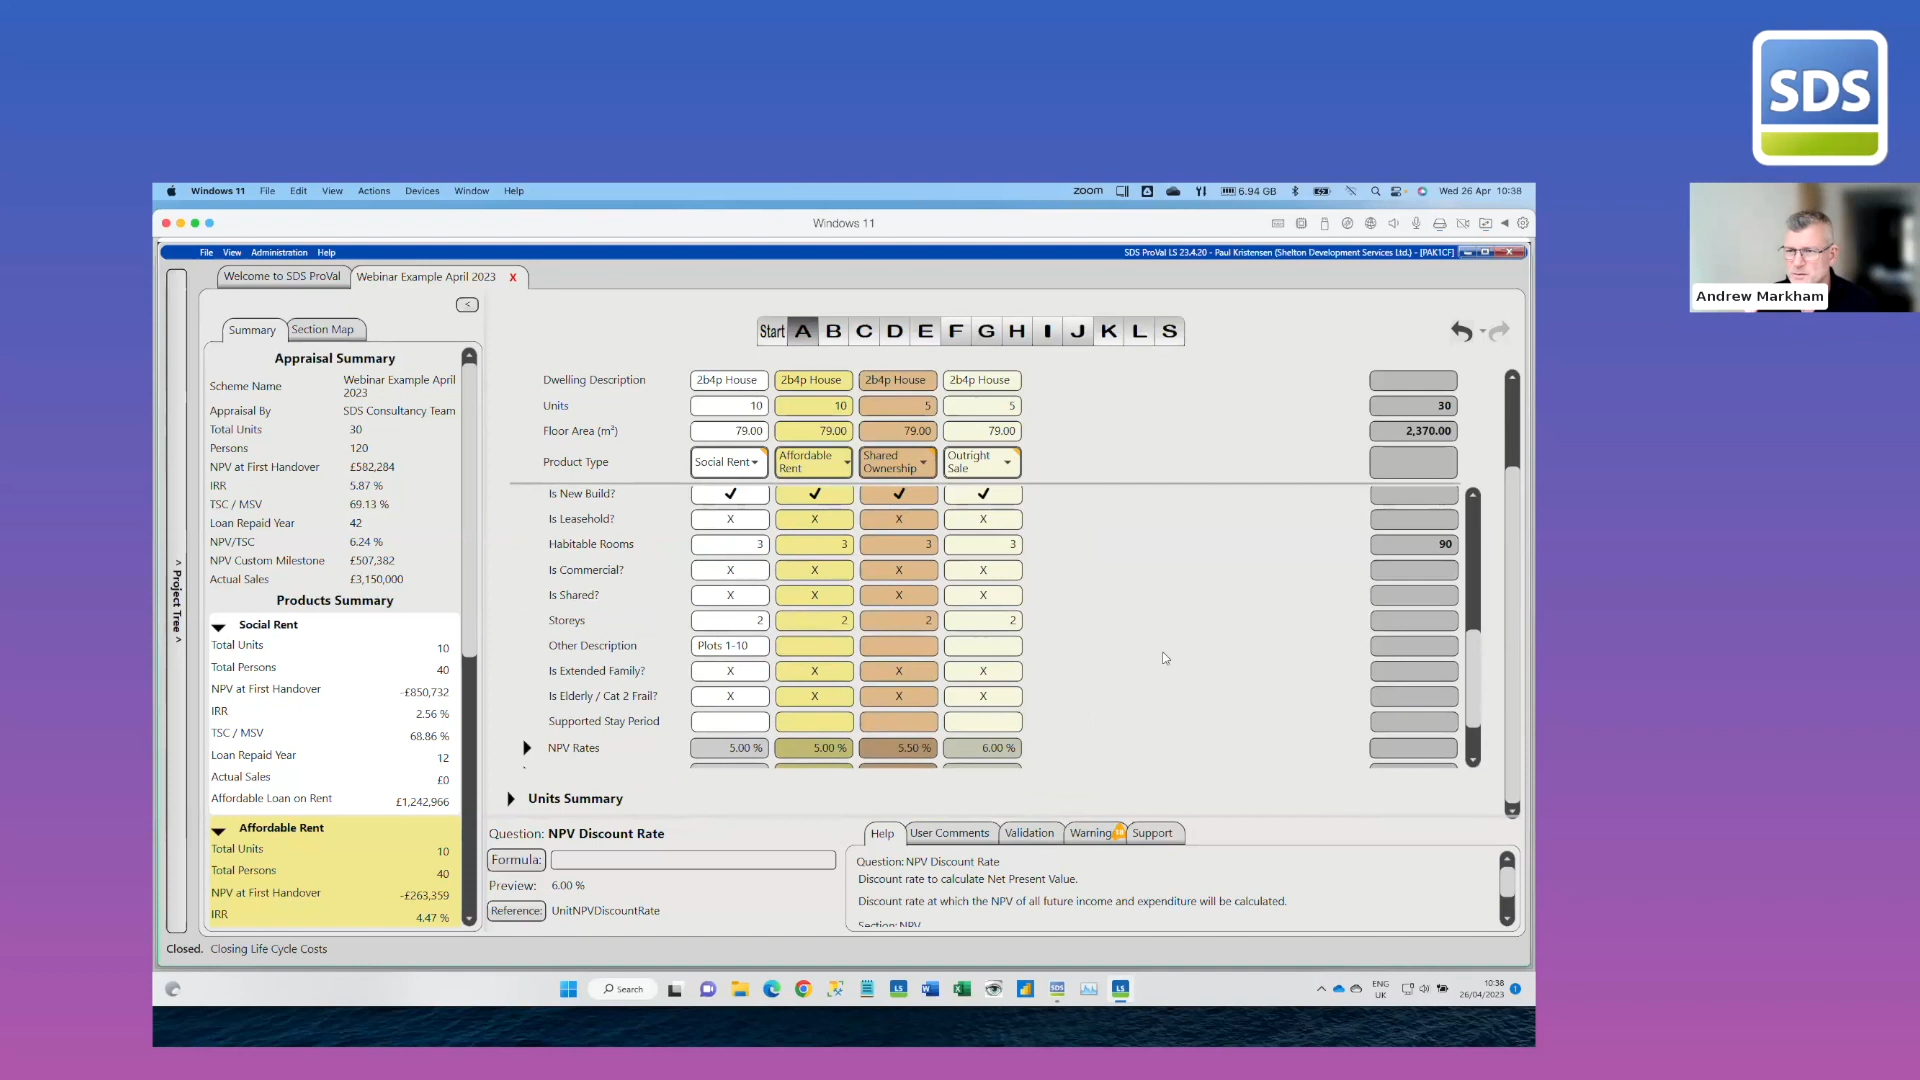 SDS
Windows 11 File Edit View Actions Devices Window Help
zoom 6.94 GB Wed 26 Apr 10:38
Windows 11
File View Administration Help
SDS ProVal LS 23.4.20 - Paul Kristensen (Shelton Development Services Ltd.) - [PAK1CF]
Andrew Markham
Welcome to SDS ProVal Webinar Example April 2023 X
<
Summary Section Map
Start A B C D E F G H I J K L S
^ Project Tree ^
Appraisal Summary
Scheme Name Webinar Example April 2023
Appraisal By SDS Consultancy Team
Total Units 30
Persons 120
NPV at First Handover £582,284
IRR 5.87 %
TSC / MSV 69.13 %
Loan Repaid Year 42
NPV/TSC 6.24 %
NPV Custom Milestone £507,382
Actual Sales £3,150,000
Products Summary
Social Rent
Total Units 10
Total Persons 40
NPV at First Handover -£850,732
IRR 2.56 %
TSC / MSV 68.86 %
Loan Repaid Year 12
Actual Sales £0
Affordable Loan on Rent £1,242,966
Affordable Rent
Total Units 10
Total Persons 40
NPV at First Handover -£263,359
IRR 4.47 %
Dwelling Description 2b4p House 2b4p House 2b4p House 2b4p House
Units 10 10 5 5 30
Floor Area (m²) 79.00 79.00 79.00 79.00 2,370.00
Product Type Social Rent Affordable Rent Shared Ownership Outright Sale
Is New Build? ✔ ✔ ✔ ✔
Is Leasehold? X X X X
Habitable Rooms 3 3 3 3 90
Is Commercial? X X X X
Is Shared? X X X X
Storeys 2 2 2 2
Other Description Plots 1-10
Is Extended Family? X X X X
Is Elderly / Cat 2 Frail? X X X X
Supported Stay Period
NPV Rates 5.00 % 5.00 % 5.50 % 6.00 %
Units Summary
Question: NPV Discount Rate
Formula:
Preview: 6.00 %
Reference: UnitNPVDiscountRate
Help User Comments Validation Warning Support
Question: NPV Discount Rate
Discount rate to calculate Net Present Value.
Discount rate at which the NPV of all future income and expenditure will be calculated.
Section: NPV
Closed. Closing Life Cycle Costs
Search
ENG
UK
10:38
26/04/2023
1